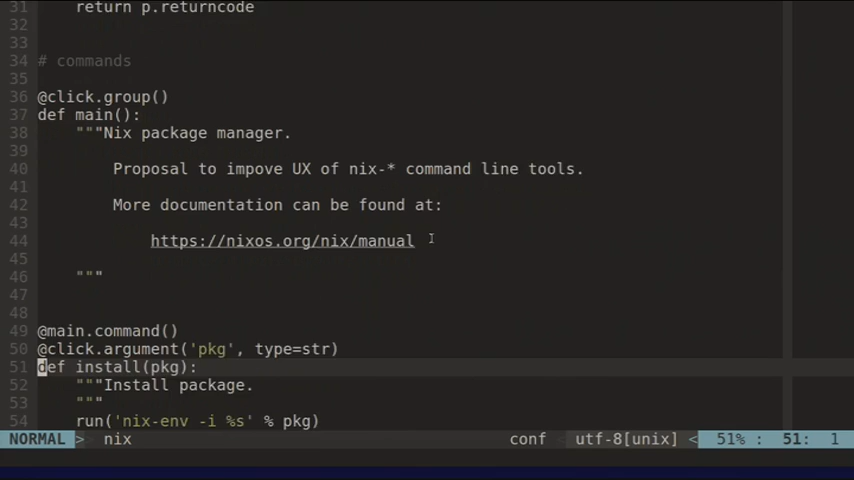 31 return p.returncode
32
33
34 # commands
35
36 @click.group()
37 def main():
38 """Nix package manager.
39
40 Proposal to impove UX of nix-* command line tools.
41
42 More documentation can be found at:
43
44 https://nixos.org/nix/manual
45
46 """
47
48
49 @main.command()
50 @click.argument('pkg', type=str)
51 def install(pkg):
52 """Install package.
53 """
54 run('nix-env -i %s' % pkg)
NORMAL > nix conf < utf-8[unix] < 51% : 51: 1